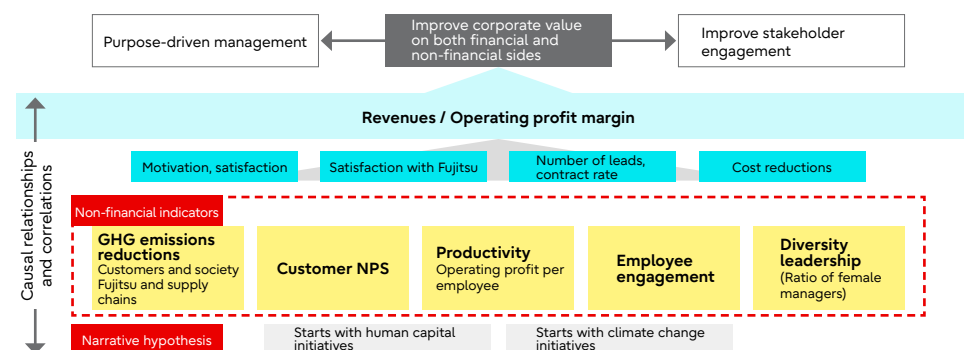 Purpose-driven management
Improve corporate value
on both financial and
non-financial sides
Improve stakeholder
engagement
Revenues / Operating profit margin
Causal relationships
and correlations
Motivation, satisfaction
Satisfaction with Fujitsu
Number of leads,
contract rate
Cost reductions
Non-financial indicators
GHG emissions
reductions
Customers and society
Fujitsu and supply
chains
Customer NPS
Productivity
Operating profit per
employee
Employee
engagement
Diversity
leadership
(Ratio of female
managers)
Narrative hypothesis
Starts with human capital
initiatives
Starts with climate change
initiatives